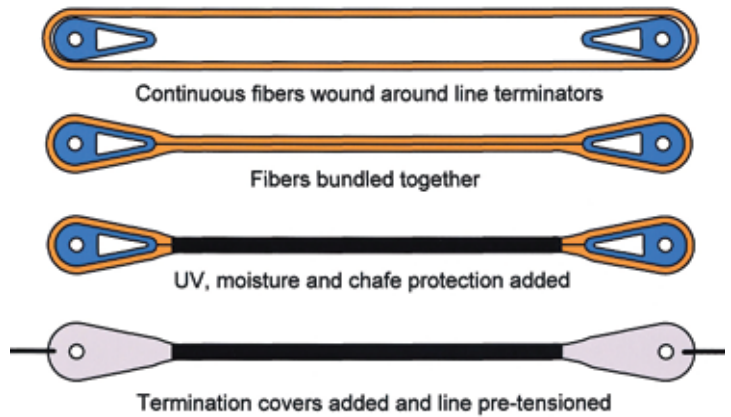 Continuous fibers wound around line terminators
Fibers bundled together
UV, moisture and chafe protection added
Termination covers added and line pre-tensioned